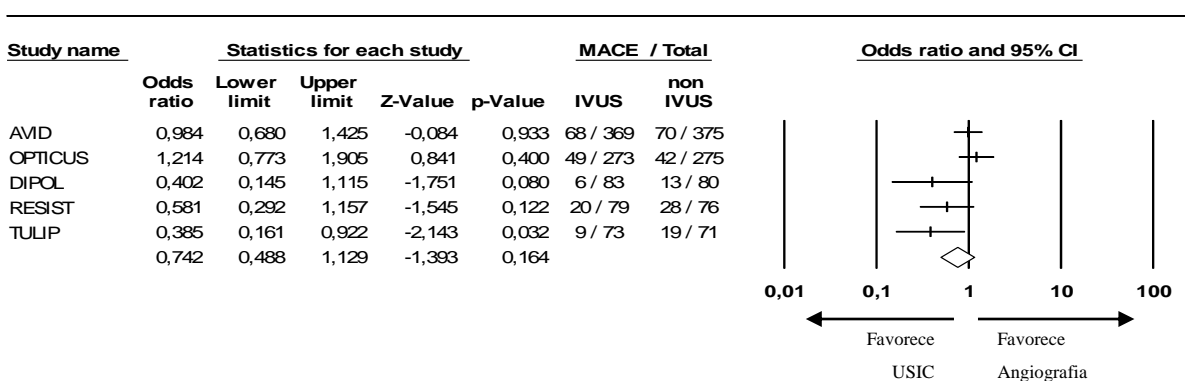 Study name Statistics for each study MACE / Total Odds ratio and 95% CI
Odds ratio Lower limit Upper limit Z-Value p-Value IVUS non IVUS
AVID 0,984 0,680 1,425 -0,084 0,933 68 / 369 70 / 375
OPTICUS 1,214 0,773 1,905 0,841 0,400 49 / 273 42 / 275
DIPOL 0,402 0,145 1,115 -1,751 0,080 6 / 83 13 / 80
RESIST 0,581 0,292 1,157 -1,545 0,122 20 / 79 28 / 76
TULIP 0,385 0,161 0,922 -2,143 0,032 9 / 73 19 / 71
0,742 0,488 1,129 -1,393 0,164
0,01 0,1 1 10 100
Favorece Favorece
USIC Angiografia